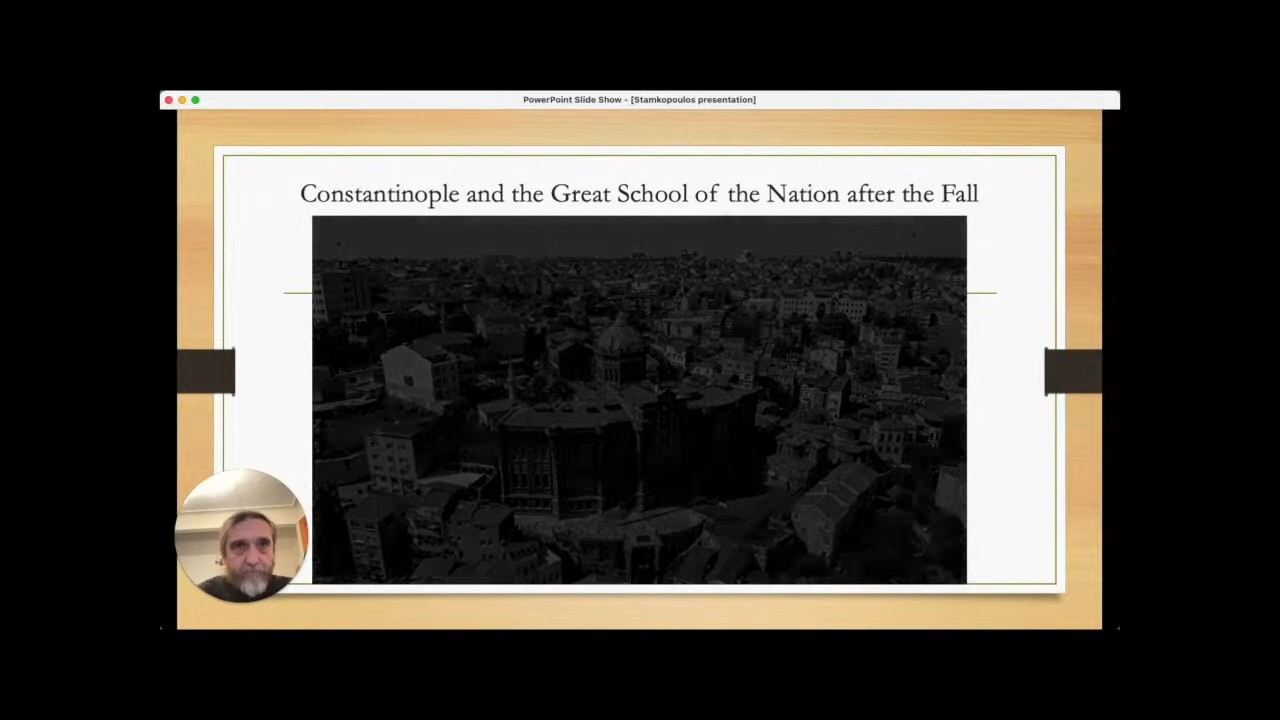 PowerPoint Slide Show - [Stamkopoulos presentation]
Constantinople and the Great School of the Nation after the Fall